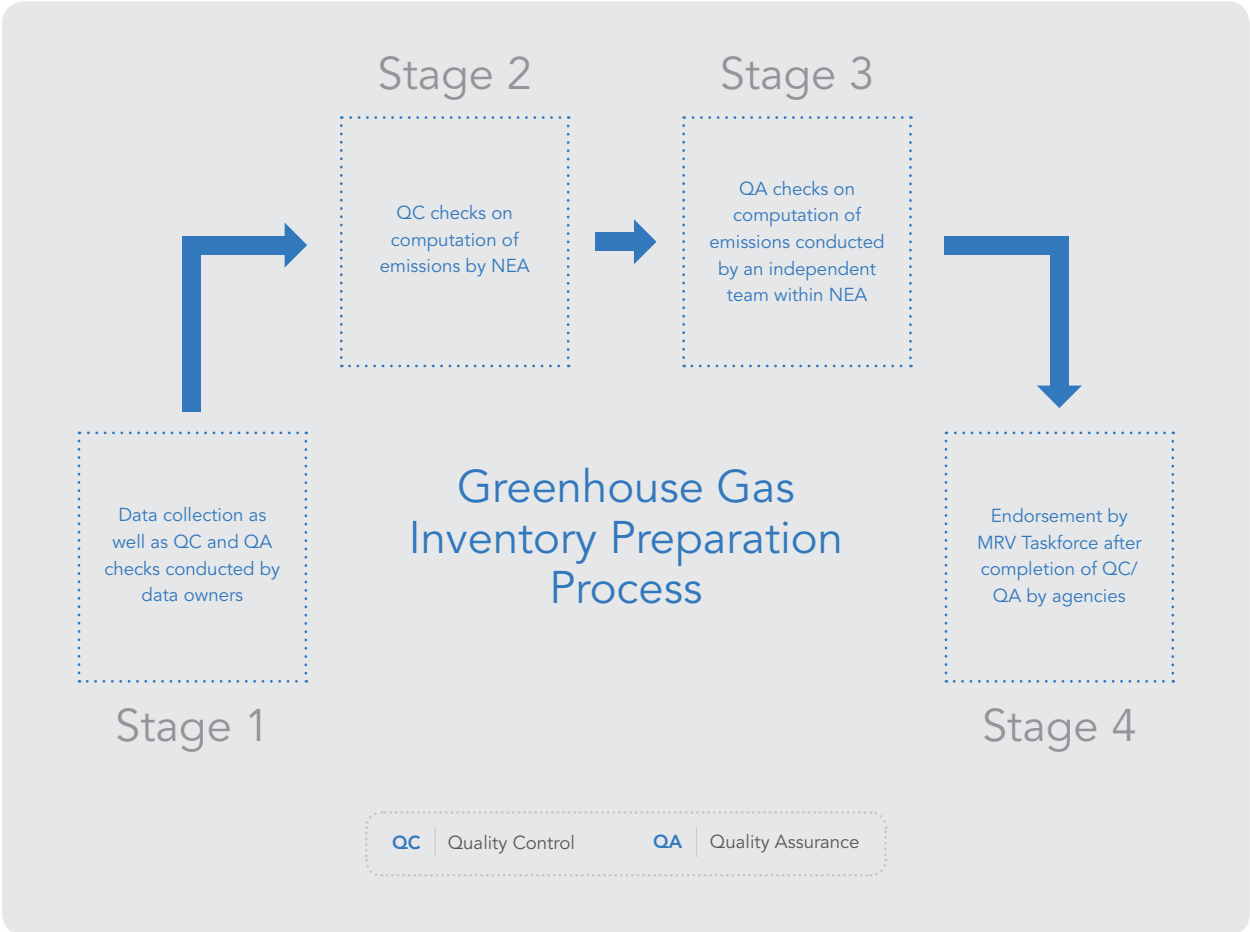 Stage 2
Stage 3
QC checks on
computation of
emissions by NEA
QA checks on
computation of
emissions conducted
by an independent
team within NEA
Data collection as
well as QC and QA
checks conducted by
data owners
Stage 1
Greenhouse Gas
Inventory Preparation
Process
Endorsement by
MRV Taskforce after
completion of QC/
QA by agencies
Stage 4
QC Quality Control
QA Quality Assurance